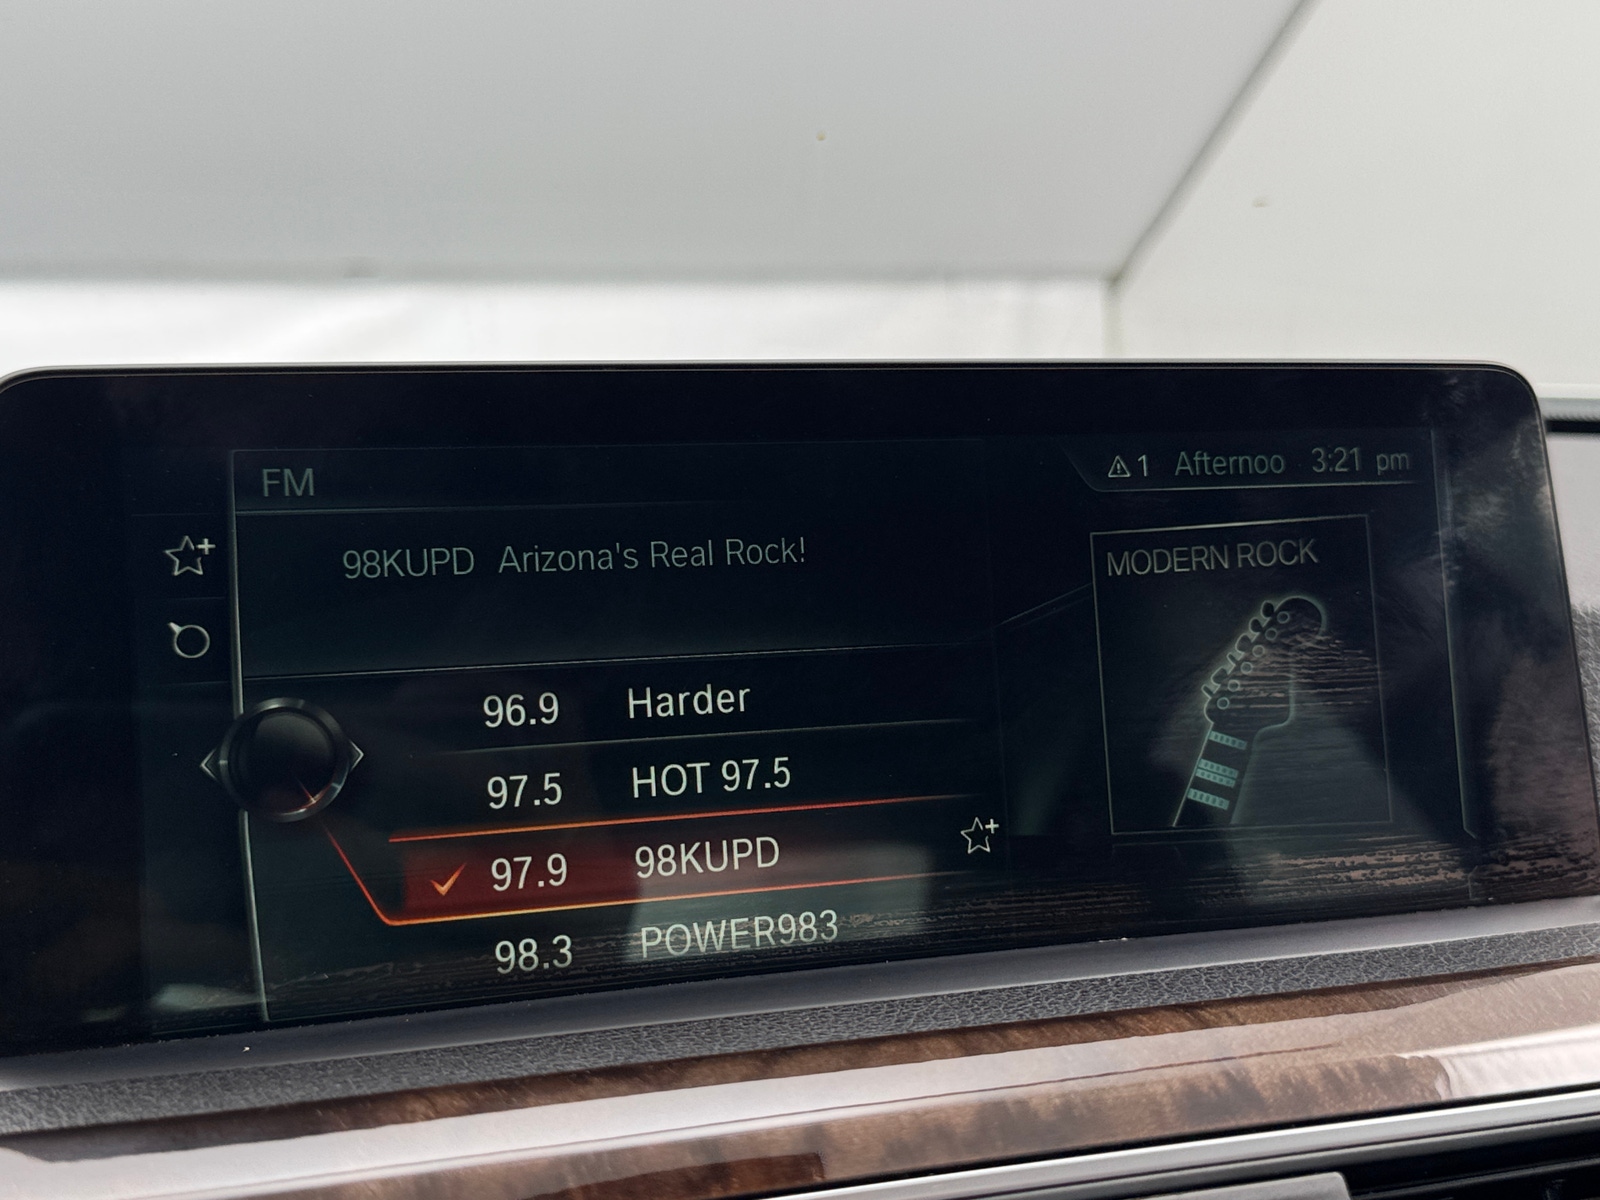 FM
1 Afternoo 3:21 pm
98KUPD Arizona's Real Rock!
MODERN ROCK
96.9 Harder
97.5 HOT 97.5
97.9 98KUPD
98.3 POWER983